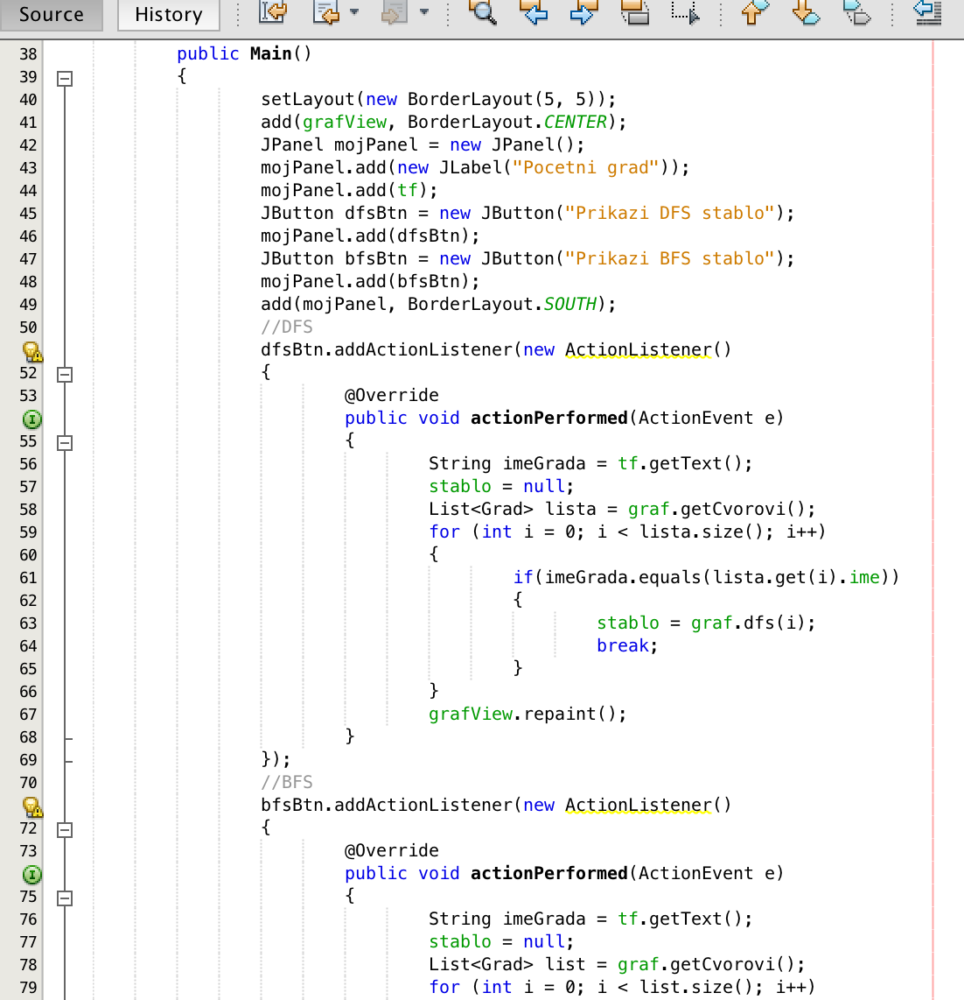 Source History
38 public Main()
39 {
40 setLayout(new BorderLayout(5, 5));
41 add(grafView, BorderLayout.CENTER);
42 JPanel mojPanel = new JPanel();
43 mojPanel.add(new JLabel("Pocetni grad"));
44 mojPanel.add(tf);
45 JButton dfsBtn = new JButton("Prikazi DFS stablo");
46 mojPanel.add(dfsBtn);
47 JButton bfsBtn = new JButton("Prikazi BFS stablo");
48 mojPanel.add(bfsBtn);
49 add(mojPanel, BorderLayout.SOUTH);
50 //DFS
dfsBtn.addActionListener(new ActionListener()
52 {
53 @Override
public void actionPerformed(ActionEvent e)
55 {
56 String imeGrada = tf.getText();
57 stablo = null;
58 List<Grad> lista = graf.getCvorovi();
59 for (int i = 0; i < lista.size(); i++)
60 {
61 if(imeGrada.equals(lista.get(i).ime))
62 {
63 stablo = graf.dfs(i);
64 break;
65 }
66 }
67 grafView.repaint();
68 }
69 });
70 //BFS
bfsBtn.addActionListener(new ActionListener()
72 {
73 @Override
public void actionPerformed(ActionEvent e)
75 {
76 String imeGrada = tf.getText();
77 stablo = null;
78 List<Grad> list = graf.getCvorovi();
79 for (int i = 0; i < list.size(); i++)